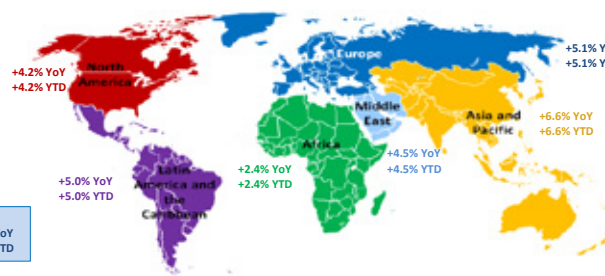 +5.1% Y
+5.1% Y
Europe
North
America
+4.2% YoY
+4.2% YTD
Middle
East
Asia and
Pacific
+6.6% YoY
+6.6% YTD
Africa
+4.5% YoY
+4.5% YTD
+2.4% YoY
+2.4% YTD
Latin
America and
the
Caribbean
+5.0% YoY
+5.0% YTD
oY
TD